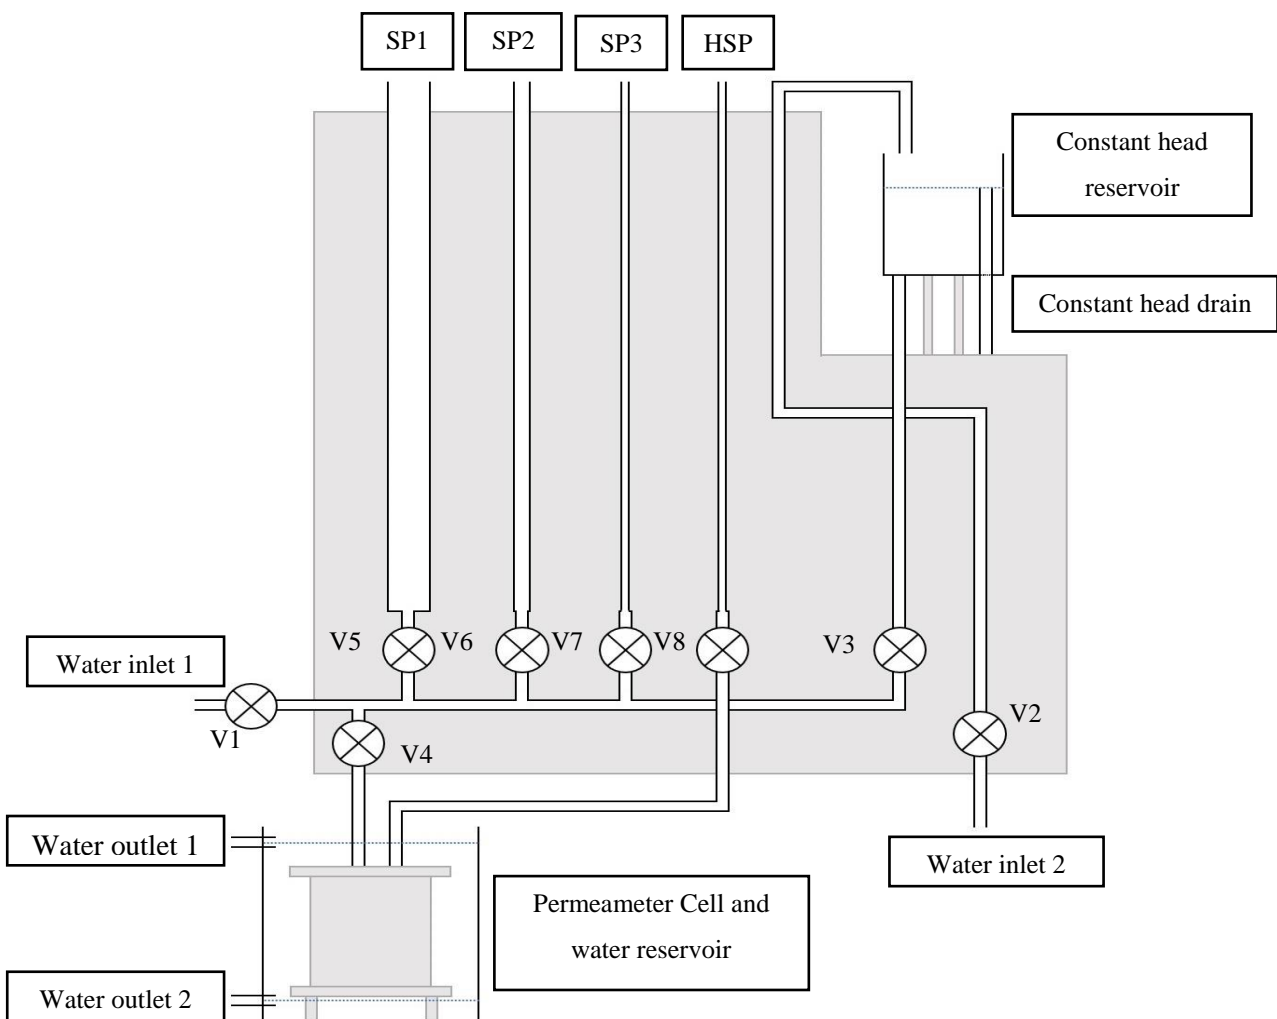 SP1
SP2
SP3
HSP
Constant head
reservoir
Constant head drain
V5
V6
V7
V8
V3
Water inlet 1
V1
V4
V2
Water outlet 1
Water inlet 2
Permeameter Cell and
water reservoir
Water outlet 2